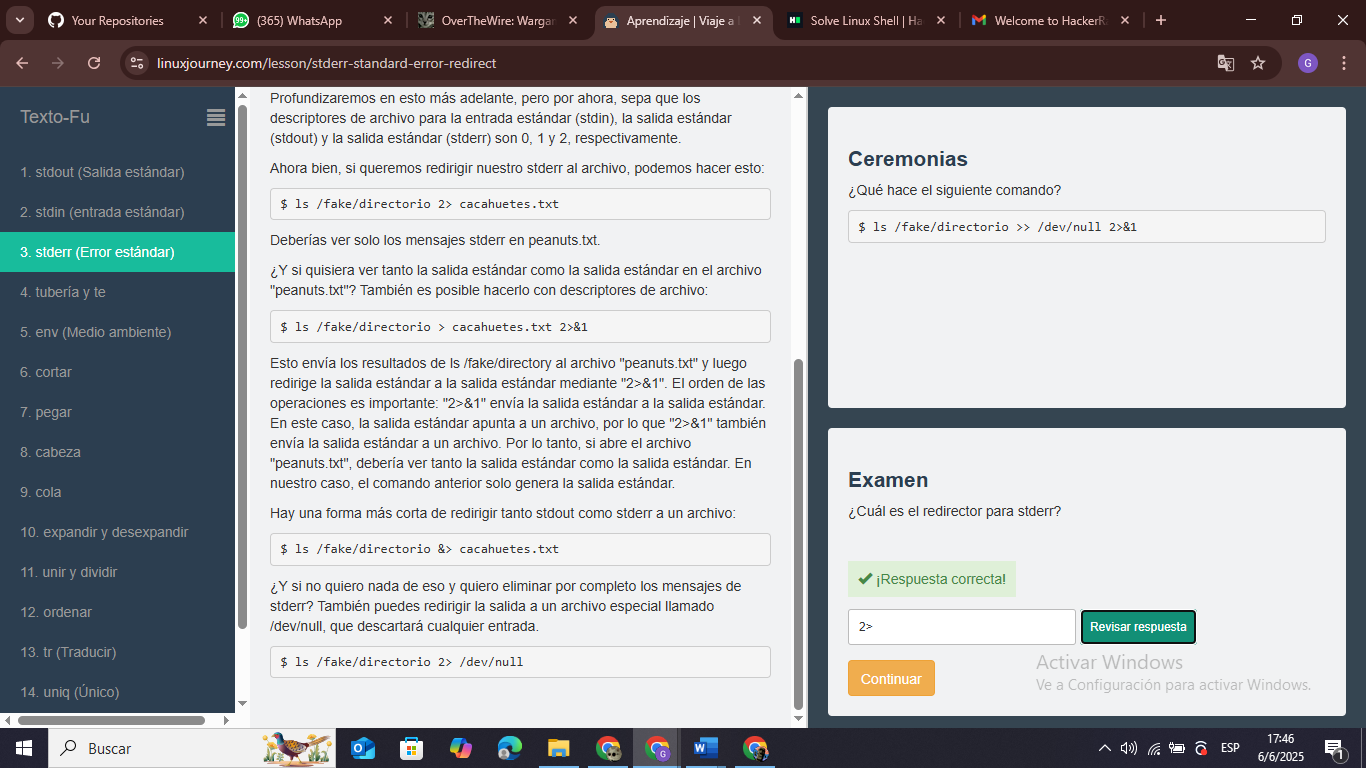 Your Repositories
(365) WhatsApp
OverTheWire: Wargar
Aprendizaje | Viaje a
Solve Linux Shell | Ha
Welcome to HackerR
linuxjourney.com/lesson/stderr-standard-error-redirect
G
Texto-Fu
1. stdout (Salida estándar)
2. stdin (entrada estándar)
3. stderr (Error estándar)
4. tubería y te
5. env (Medio ambiente)
6. cortar
7. pegar
8. cabeza
9. cola
10. expandir y desexpandir
11. unir y dividir
12. ordenar
13. tr (Traducir)
14. uniq (Único)
Profundizaremos en esto más adelante, pero por ahora, sepa que los
descriptores de archivo para la entrada estándar (stdin), la salida estándar
(stdout) y la salida estándar (stderr) son 0, 1 y 2, respectivamente.
Ahora bien, si queremos redirigir nuestro stderr al archivo, podemos hacer esto:
$ ls /fake/directorio 2> cacahuetes.txt
Deberías ver solo los mensajes stderr en peanuts.txt.
¿Y si quisiera ver tanto la salida estándar como la salida estándar en el archivo
"peanuts.txt"? También es posible hacerlo con descriptores de archivo:
$ ls /fake/directorio > cacahuetes.txt 2>&1
Esto envía los resultados de ls /fake/directory al archivo "peanuts.txt" y luego
redirige la salida estándar a la salida estándar mediante "2>&1". El orden de las
operaciones es importante: "2>&1" envía la salida estándar a la salida estándar.
En este caso, la salida estándar apunta a un archivo, por lo que "2>&1" también
envía la salida estándar a un archivo. Por lo tanto, si abre el archivo
"peanuts.txt", debería ver tanto la salida estándar como la salida estándar. En
nuestro caso, el comando anterior solo genera la salida estándar.
Hay una forma más corta de redirigir tanto stdout como stderr a un archivo:
$ ls /fake/directorio &> cacahuetes.txt
¿Y si no quiero nada de eso y quiero eliminar por completo los mensajes de
stderr? También puedes redirigir la salida a un archivo especial llamado
/dev/null, que descartará cualquier entrada.
$ ls /fake/directorio 2> /dev/null
Ceremonias
¿Qué hace el siguiente comando?
$ ls /fake/directorio >> /dev/null 2>&1
Examen
¿Cuál es el redirector para stderr?
¡Respuesta correcta!
2>
Revisar respuesta
Continuar
Activar Windows
Ve a Configuración para activar Windows.
Buscar
ESP
17:46
6/6/2025
1